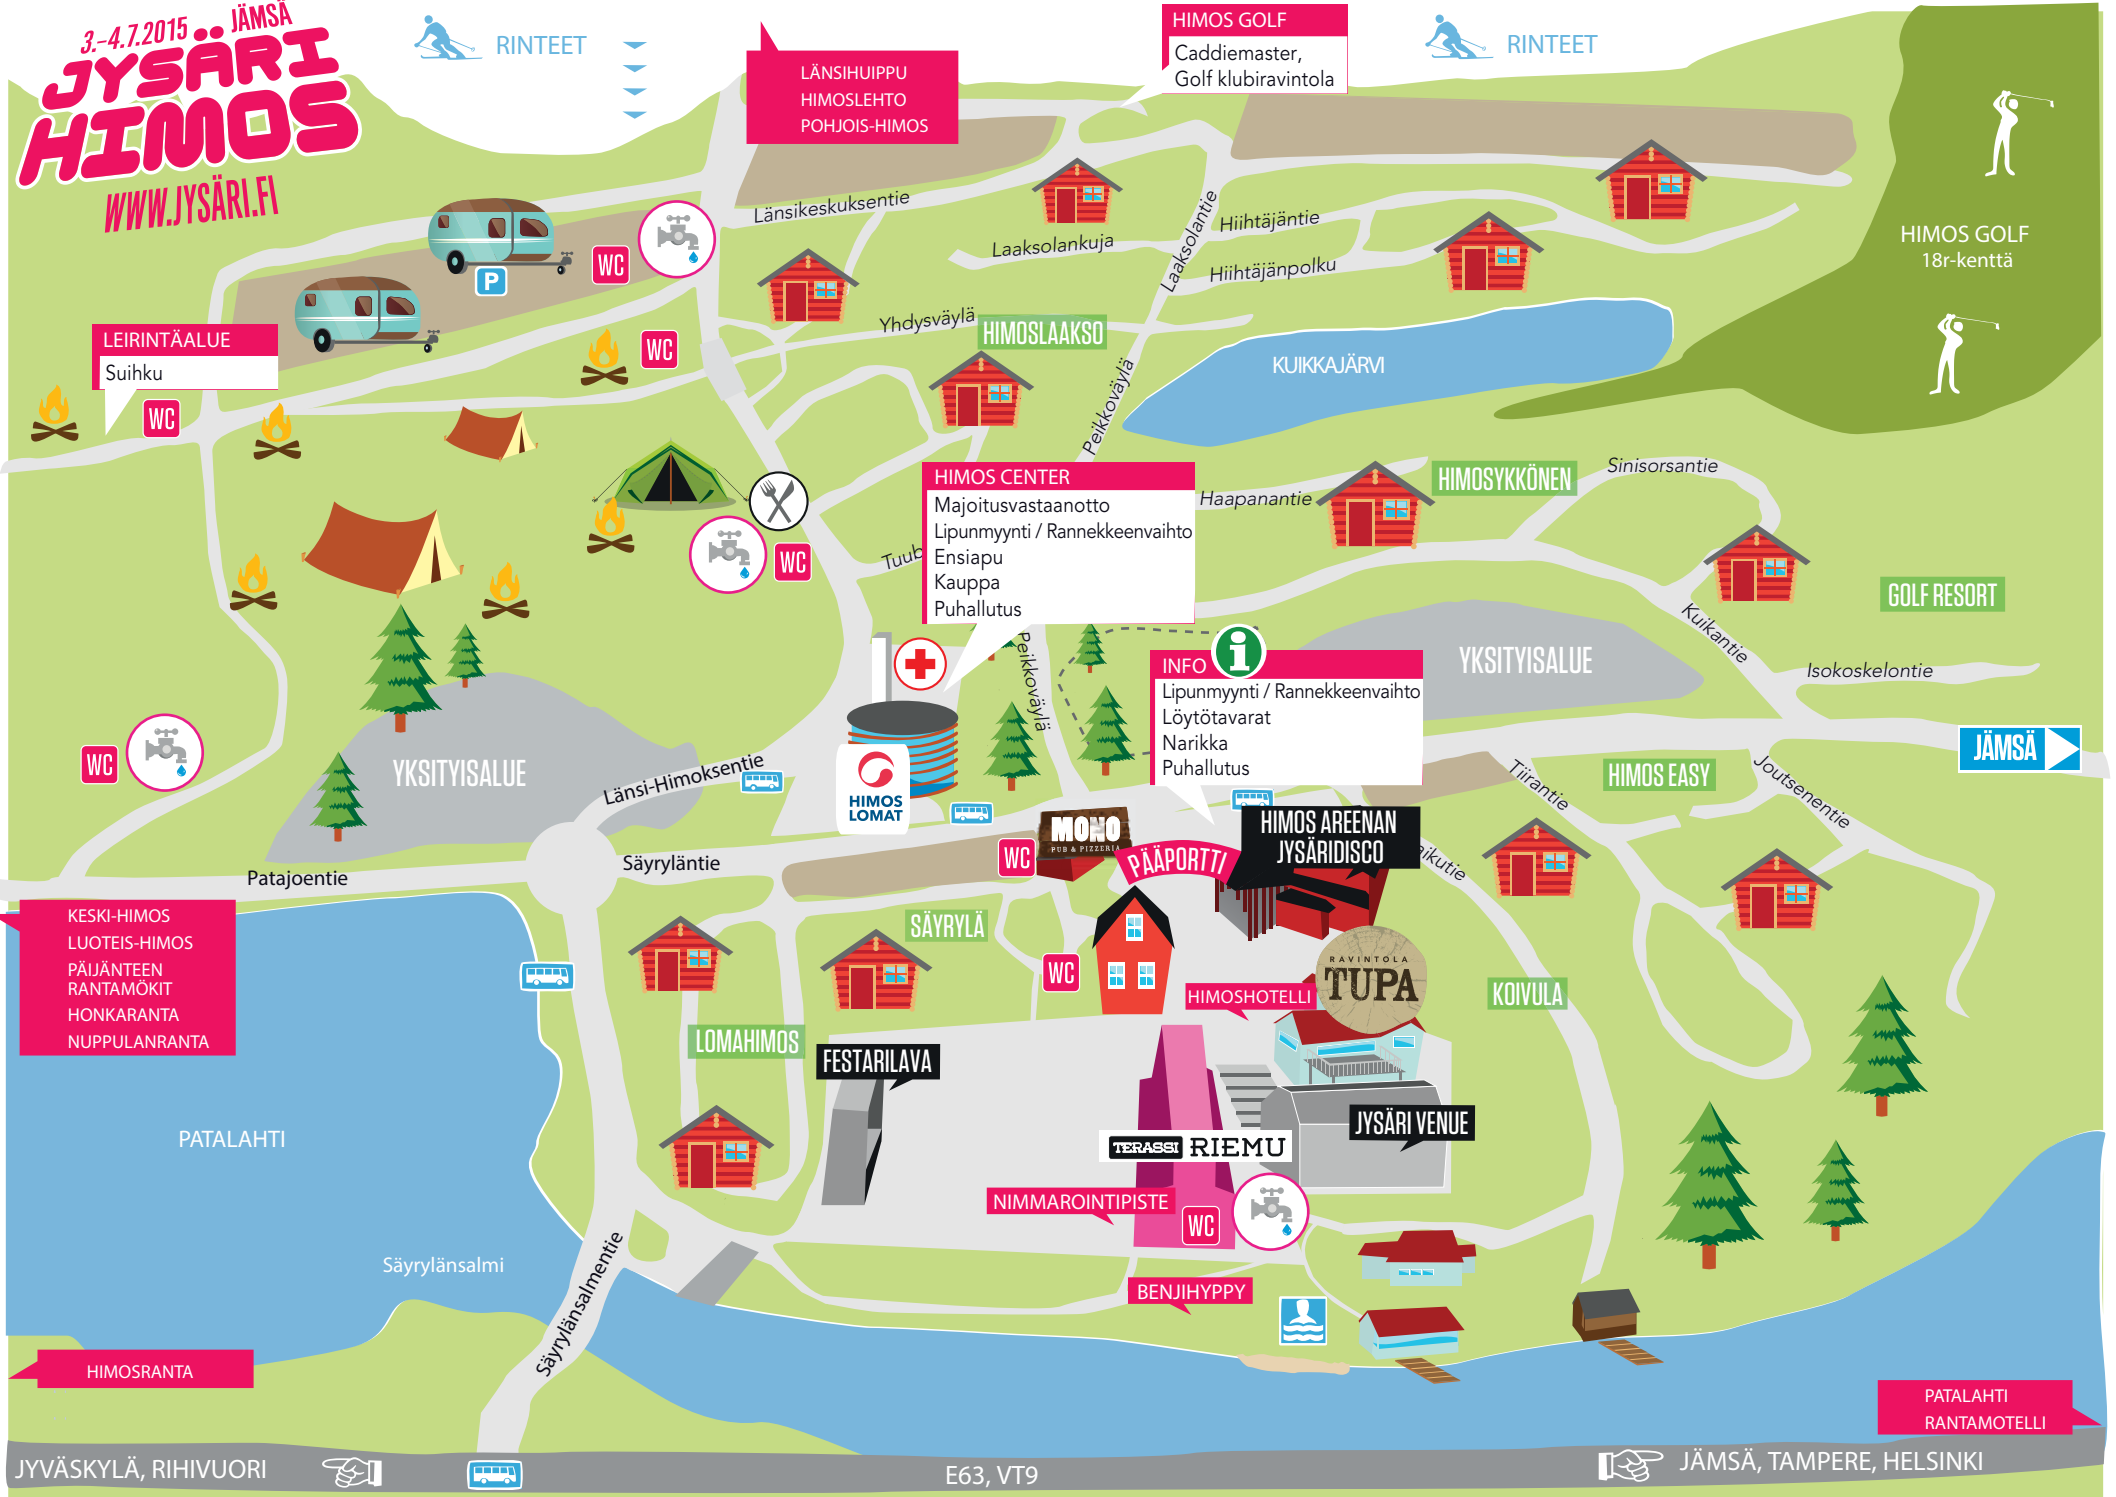 3.-4.7.2015 JÄMSÄ
JYSÄRI
HIMOS
WWW.JYSÄRI.FI
RINTEET
LÄNSIHUIPPU
HIMOSLEHTO
POHJOIS-HIMOS
HIMOS GOLF
Caddiemaster,
Golf klubiravintola
RINTEET
HIMOS GOLF
18r-kenttä
Länsikeskuksentie
Laaksolankuja
Laaksolantie
Hiihtäjäntie
Hiihtäjänpolku
Yhdysväylä
HIMOSLAAKSO
Peikkoväylä
KUIKKAJÄRVI
P
WC
WC
LEIRINTÄALUE
Suihku
WC
WC
HIMOS CENTER
Majoitusvastaanotto
Lipunmyynti / Rannekkeenvaihto
Ensiapu
Kauppa
Puhallutus
Tuub
Haapanantie
HIMOSYKKÖNEN
Sinisorsantie
GOLF RESORT
Kuikantie
Isokoskelontie
YKSITYISALUE
Peikkoväylä
i
INFO
Lipunmyynti / Rannekkeenvaihto
Löytötavarat
Narikka
Puhallutus
JÄMSÄ
WC
YKSITYISALUE
Länsi-Himoksentie
HIMOS
LOMAT
Tiirantie
HIMOS EASY
Joutsenentie
MONO
PUB & PIZZERIA
WC
PÄÄPORTTI
HIMOS AREENAN
JYSÄRIDISCO
aikutie
Patajoentie
Säyryläntie
KESKI-HIMOS
LUOTEIS-HIMOS
PÄIJÄNTEEN
RANTAMÖKIT
HONKARANTA
NUPPULANRANTA
SÄYRYLÄ
WC
RAVINTOLA
TUPA
HIMOSHOTELLI
KOIVULA
LOMAHIMOS
FESTARILAVA
JYSÄRI VENUE
TERASSI RIEMU
PATALAHTI
NIMMAROINTIPISTE
WC
Säyrylänsalmi
Säyrylänsalmentie
BENJIHYPPY
HIMOSRANTA
PATALAHTI
RANTAMOTELLI
JYVÄSKYLÄ, RIHIVUORI
E63, VT9
JÄMSÄ, TAMPERE, HELSINKI